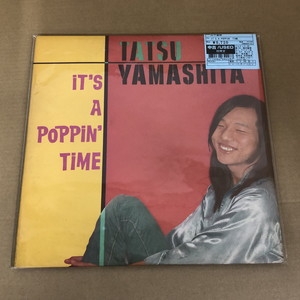 TATSU
YAMASHITA
中古/USED
iT'S
A
POPPiN'
TiME